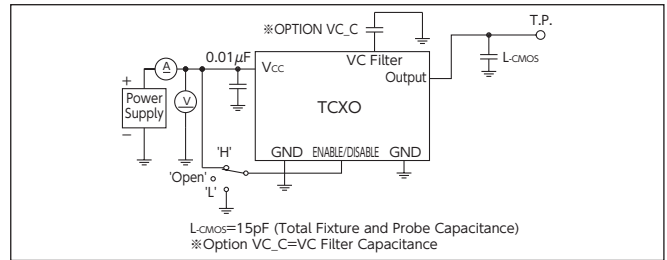 T.P.
※OPTION VC_C
0.01μF
VCC
VC Filter
L-CMOS
Output
A
+
Power
Supply
−
V
TCXO
'H'
GND
ENABLE/DISABLE
GND
'Open'
'L'
L-CMOS=15pF (Total Fixture and Probe Capacitance)
※Option VC_C=VC Filter Capacitance